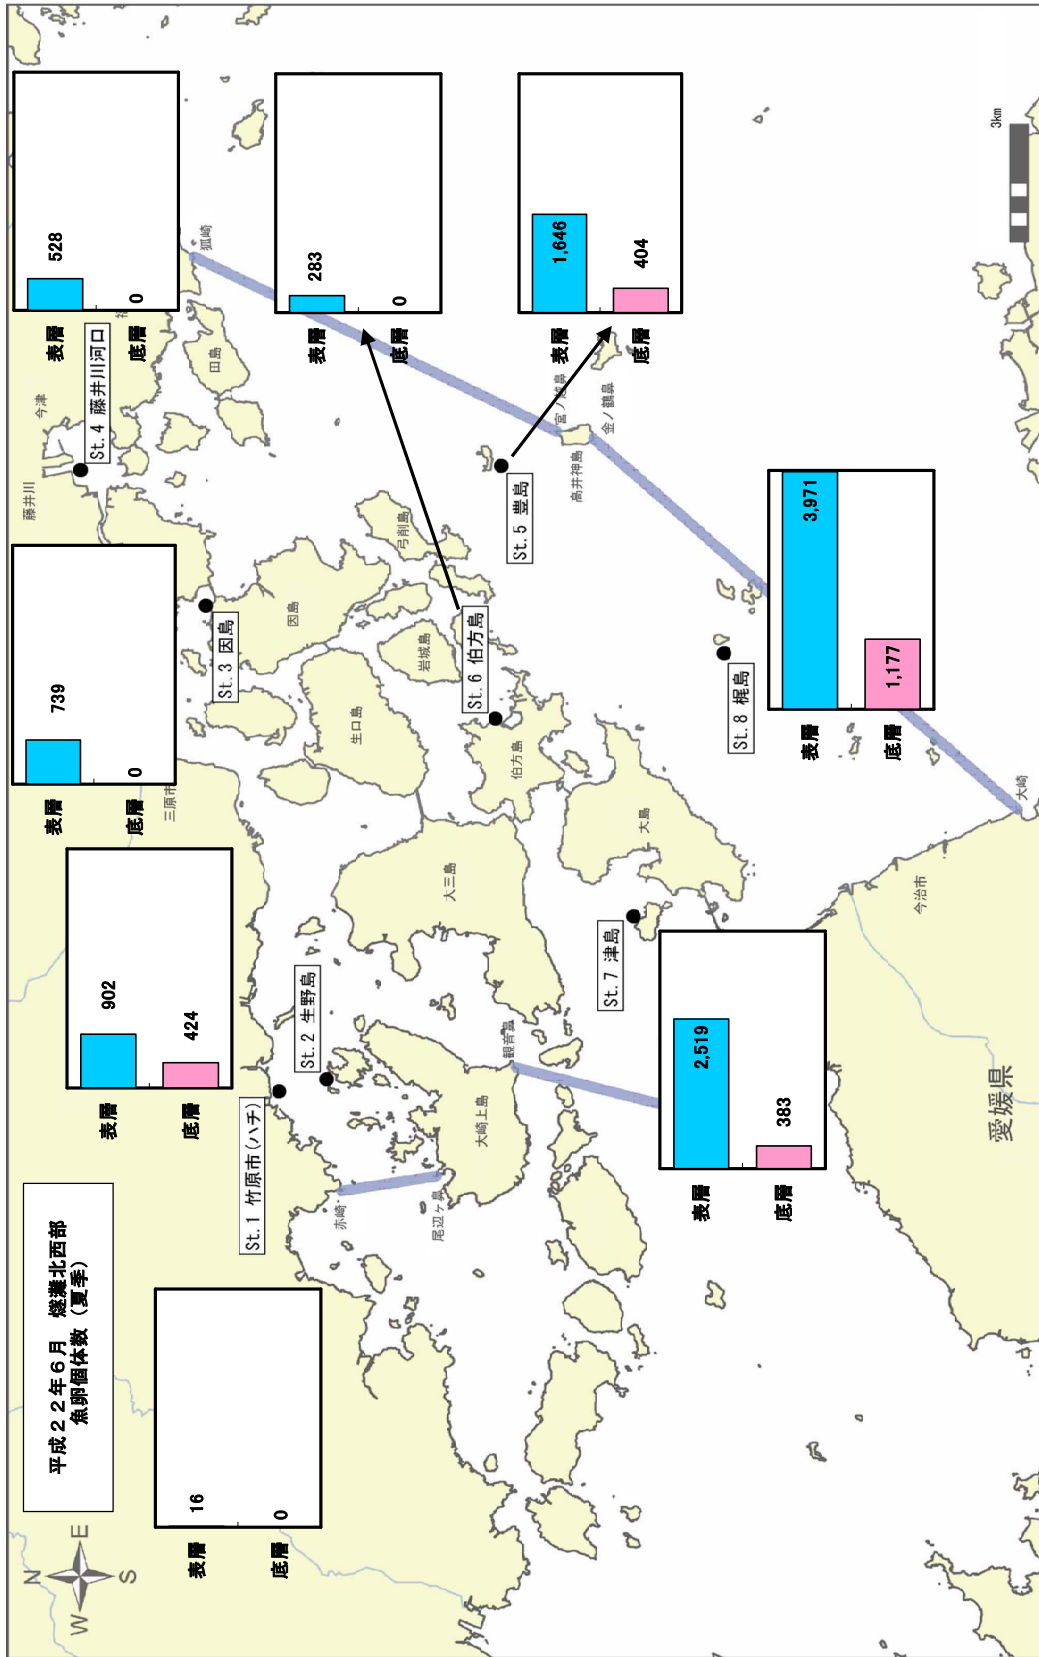 平成２２年６月　燧灘北西部
魚卵個体数（夏季）
N
W
E
S
16
0
表層
底層
902
424
表層
底層
739
0
表層
底層
528
0
表層
底層
283
0
表層
底層
1,646
404
表層
底層
3,971
1,177
表層
底層
2,519
383
表層
底層
St.1 竹原市(ハチ)
St.2 生野島
St.3 因島
St.4 藤井川河口
St.5 豊島
St.6 伯方島
St.7 津島
St.8 梶島
藤井川
今津
福
三原市
狐崎
田島
因島
弓削島
生口島
岩城島
伯方島
大三島
大島
大崎上島
赤崎
尾辺ヶ鼻
観音鼻
宮ノ越鼻
高井神島
金ノ鶴鼻
大崎
今治市
愛媛県
3km